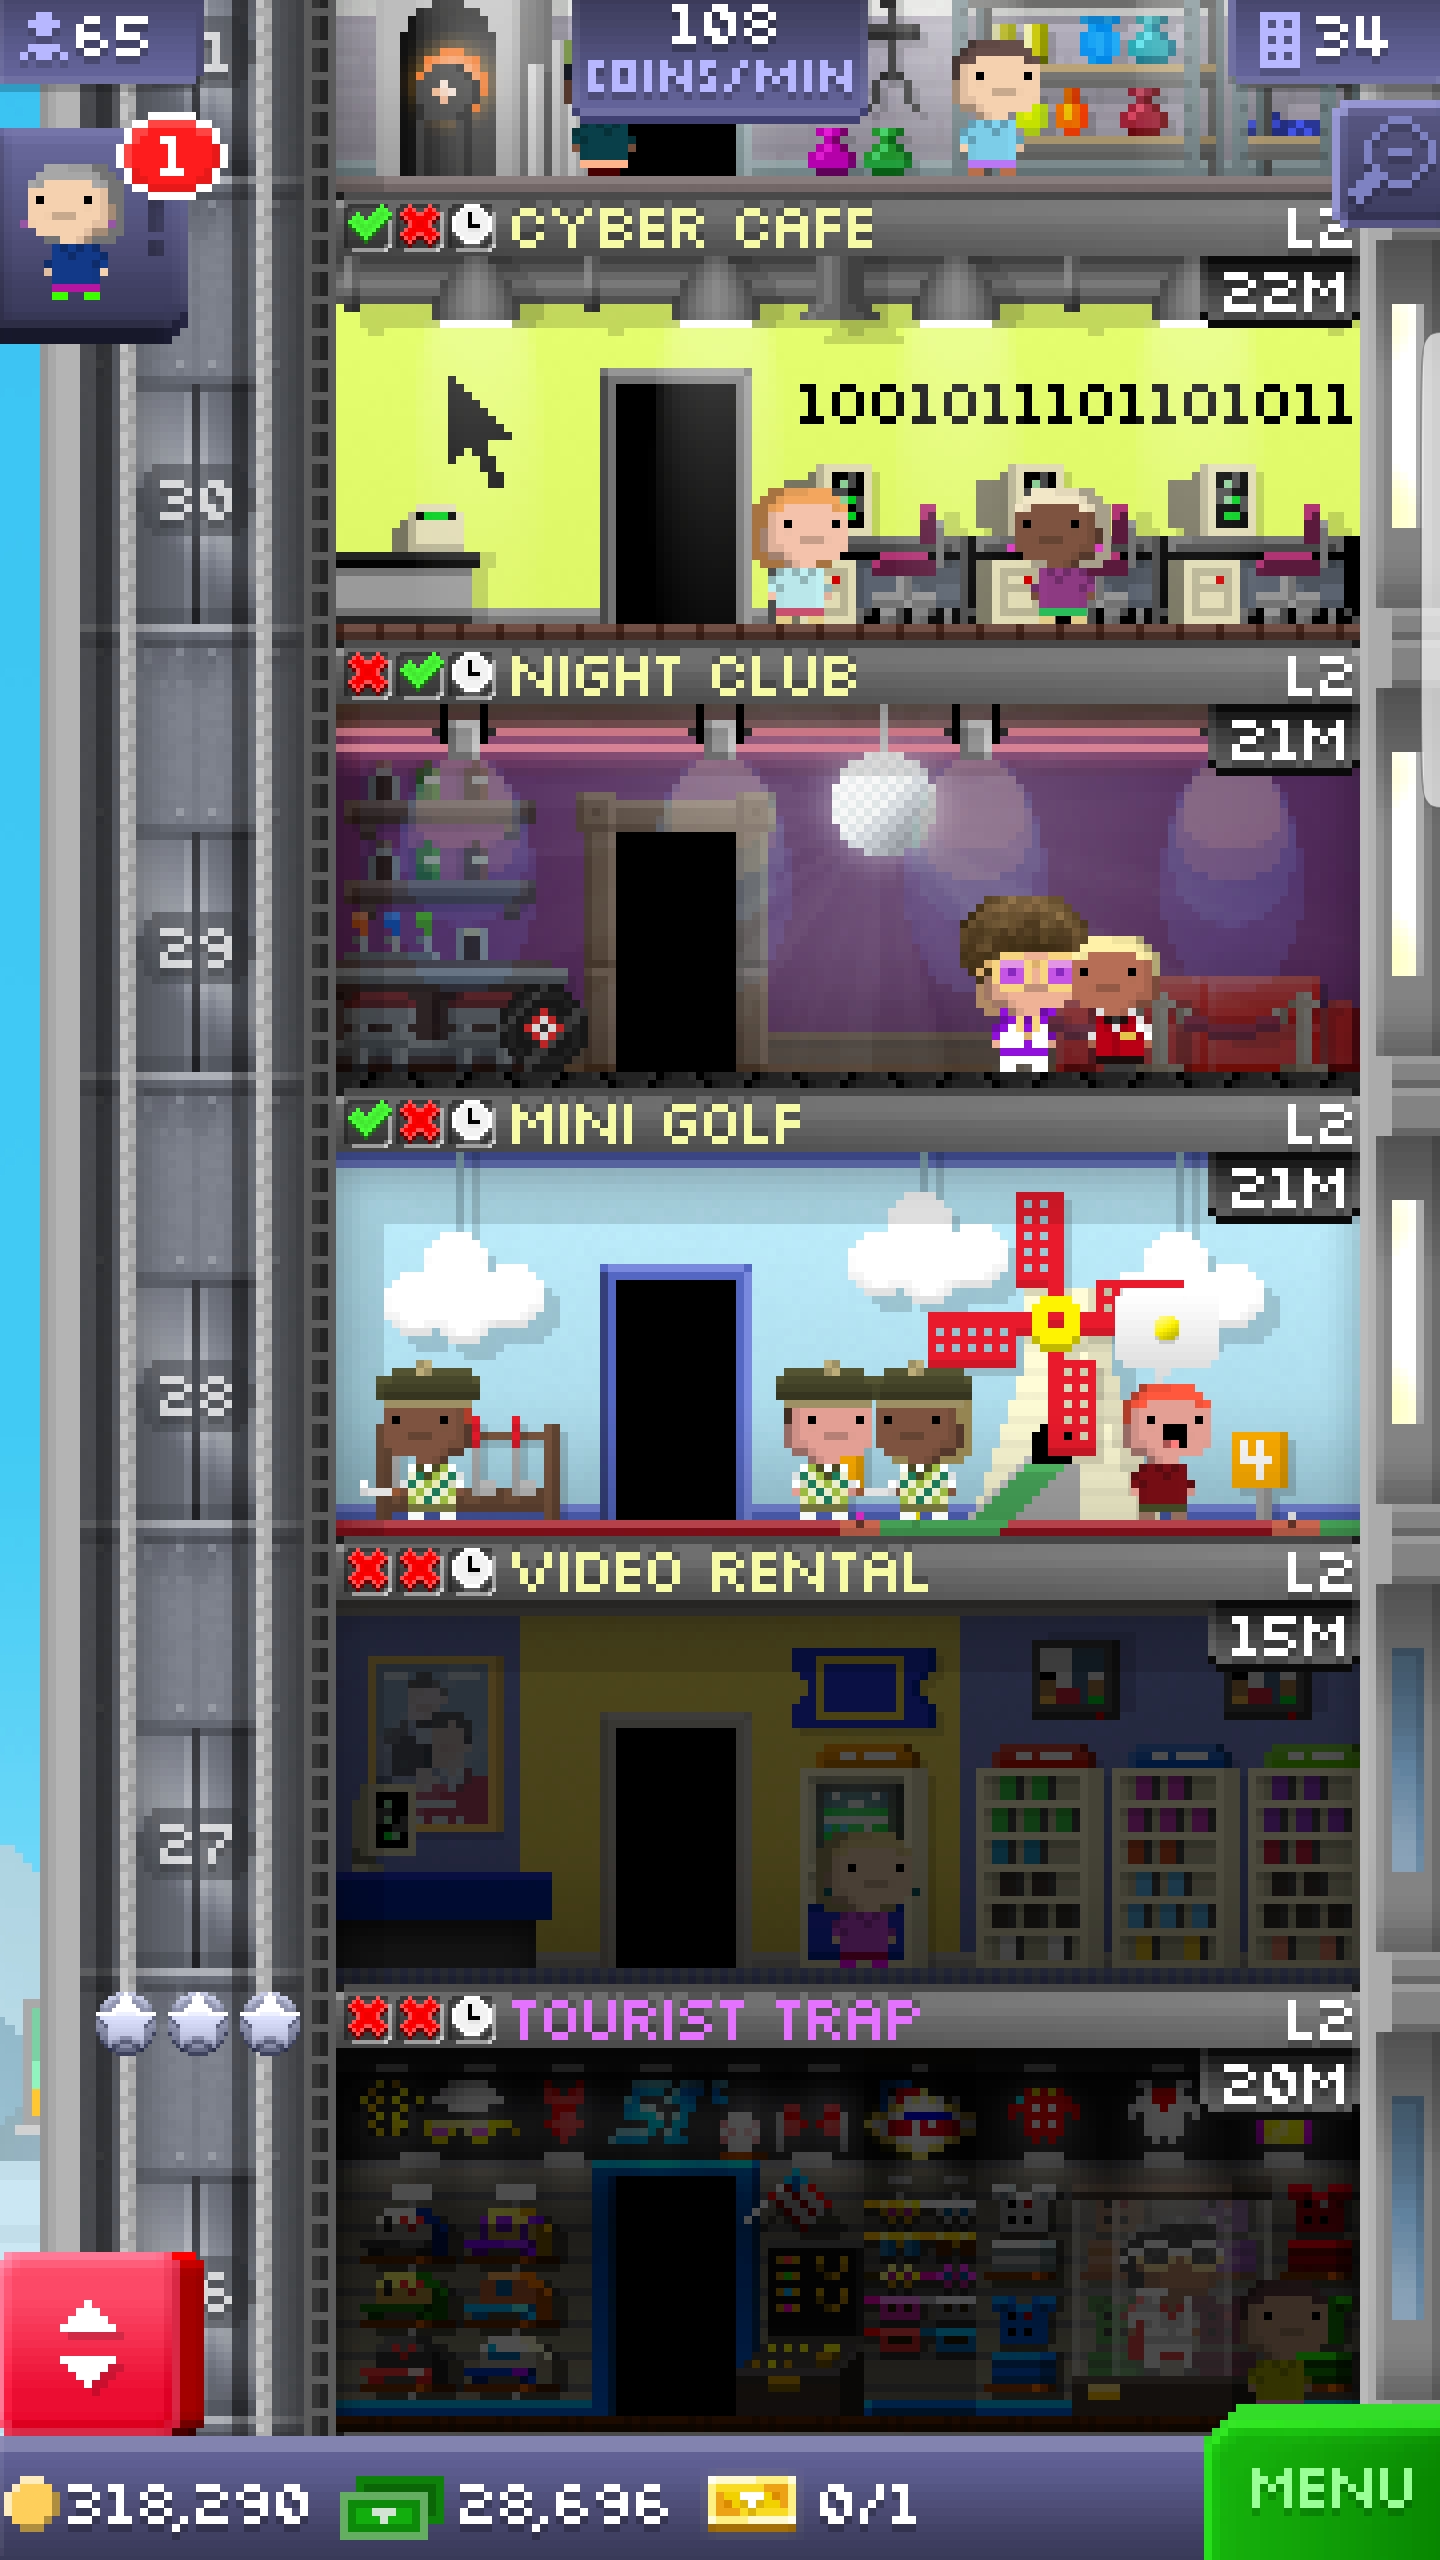 65
108
COINS/MIN
34
1
CYBER CAFE L2
22M
1001011101101011
30
NIGHT CLUB L2
21M
29
MINI GOLF L2
21M
28
4
VIDEO RENTAL L2
15M
27
TOURIST TRAP L2
20M
318,290 28,696 0/1 MENU